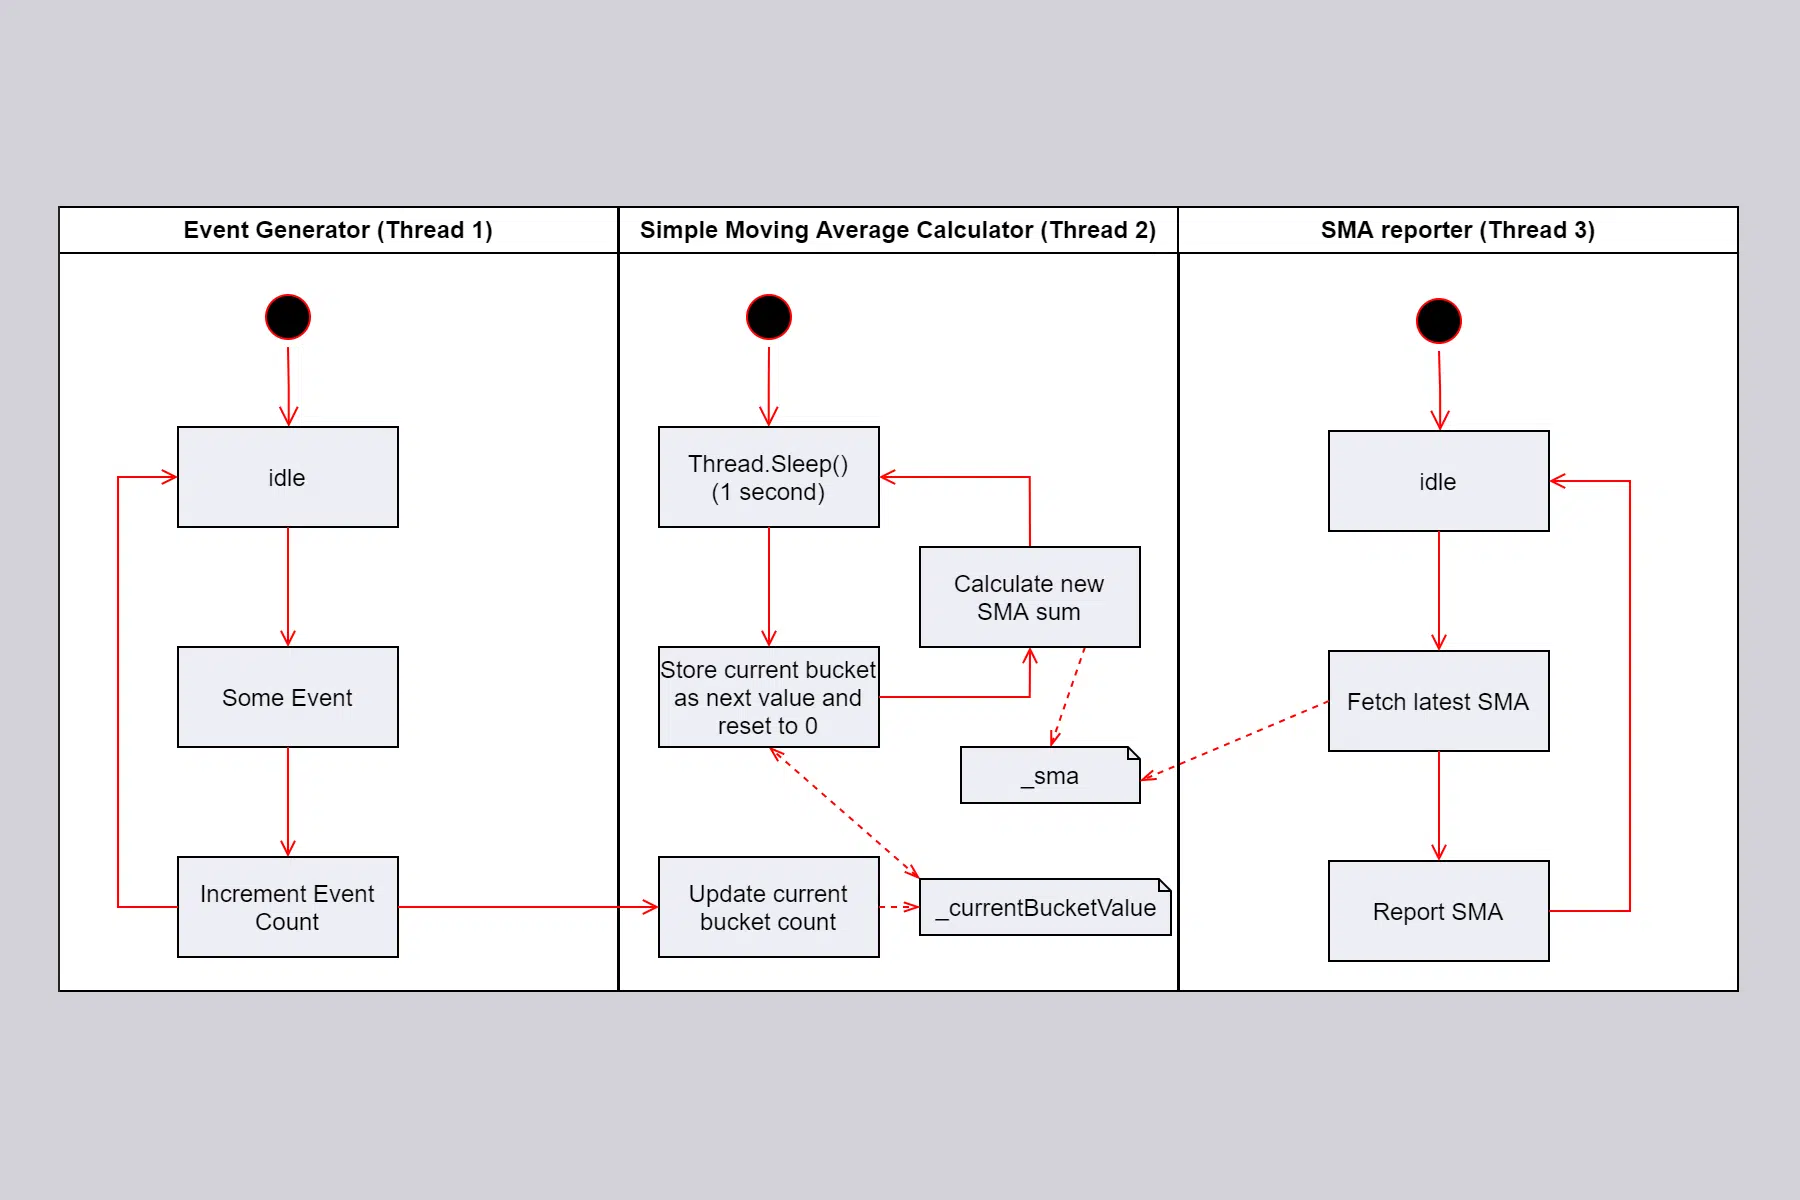 Event Generator (Thread 1)
Simple Moving Average Calculator (Thread 2)
SMA reporter (Thread 3)
idle
Some Event
Increment Event
Count
Thread.Sleep()
(1 second)
Calculate new
SMA sum
Store current bucket
as next value and
reset to 0
_sma
Update current
bucket count
_currentBucketValue
idle
Fetch latest SMA
Report SMA